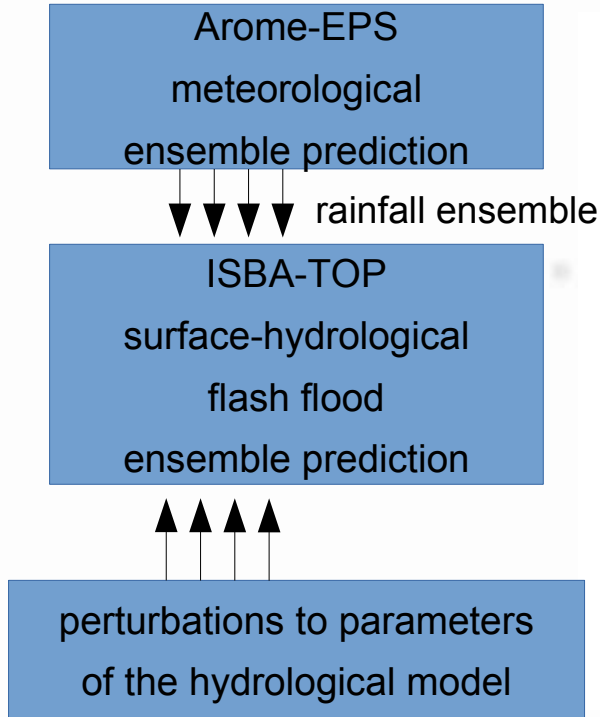 Arome-EPS
meteorological
ensemble prediction
rainfall ensemble
ISBA-TOP
surface-hydrological
flash flood
ensemble prediction
perturbations to parameters
of the hydrological model